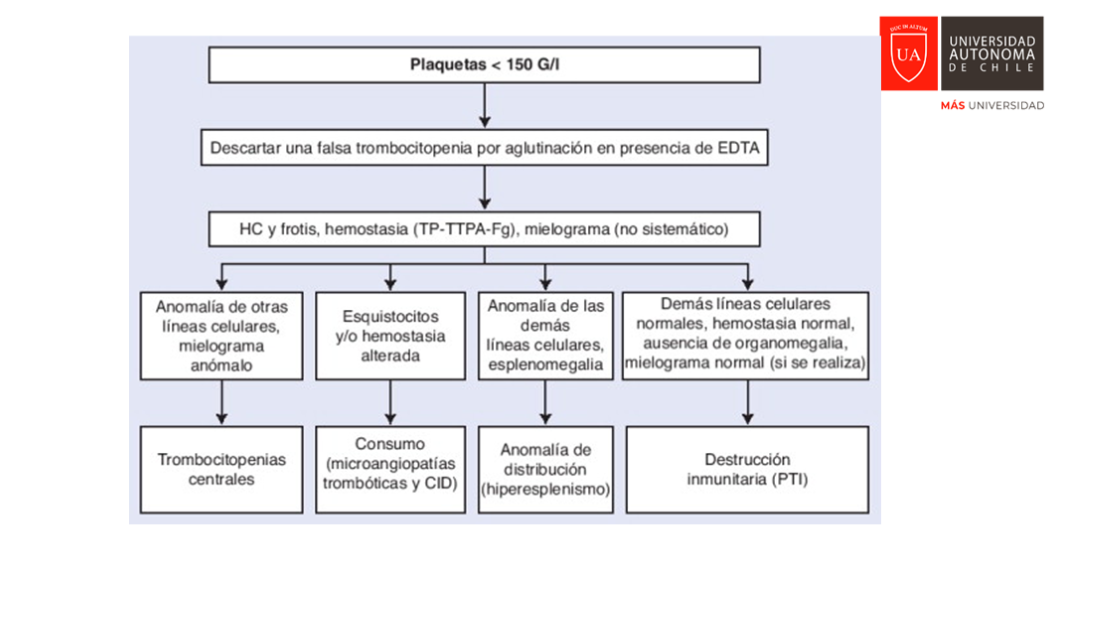 DUC IN ALTUM
UA
UNIVERSIDAD
AUTONOMA
DE CHILE
MÁS UNIVERSIDAD
Plaquetas < 150 G/l
Descartar una falsa trombocitopenia por aglutinación en presencia de EDTA
HC y frotis, hemostasia (TP-TTPA-Fg), mielograma (no sistemático)
Anomalía de otras
líneas celulares,
mielograma
anómalo
Esquistocitos
y/o hemostasia
alterada
Anomalía de las
demás
líneas celulares,
esplenomegalia
Demás líneas celulares
normales, hemostasia normal,
ausencia de organomegalia,
mielograma normal (si se realiza)
Trombocitopenias
centrales
Consumo
(microangiopatías
trombóticas y CID)
Anomalía de
distribución
(hiperesplenismo)
Destrucción
inmunitaria (PTI)